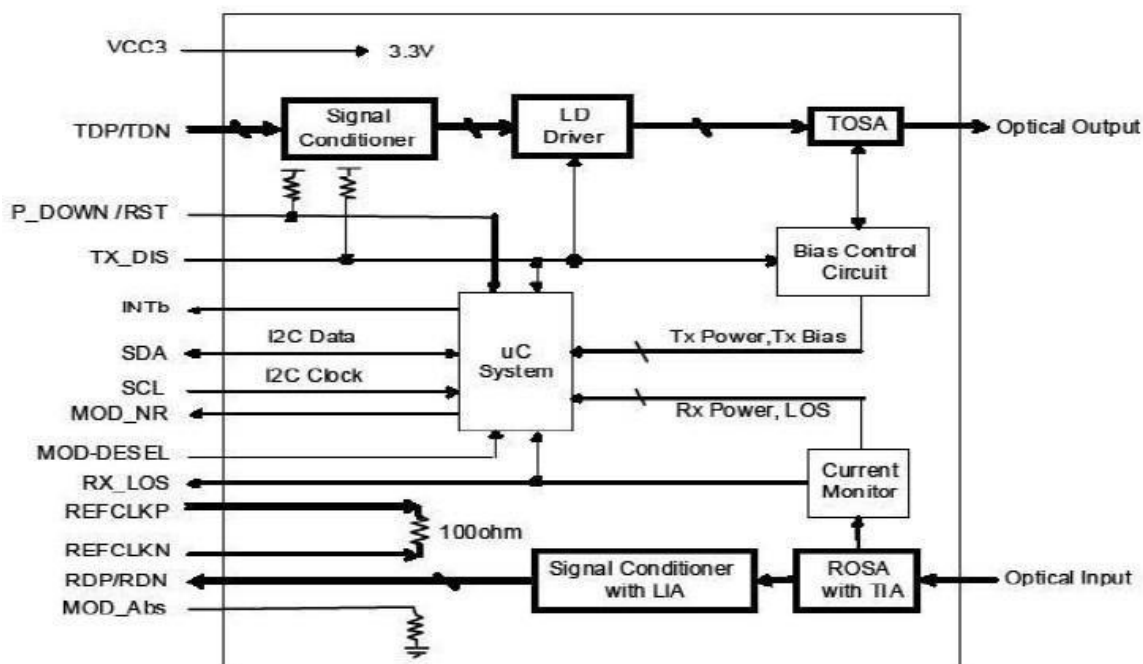 VCC3
3.3V
TDP/TDN
Signal
Conditioner
LD
Driver
TOSA
Optical Output
P_DOWN /RST
TX_DIS
Bias Control
Circuit
INTb
SDA
I2C Data
SCL
I2C Clock
uC
System
Tx Power,Tx Bias
MOD_NR
Rx Power, LOS
MOD-DESEL
RX_LOS
Current
Monitor
REFCLKP
100ohm
REFCLKN
RDP/RDN
Signal Conditioner
with LIA
ROSA
with TIA
Optical Input
MOD_Abs